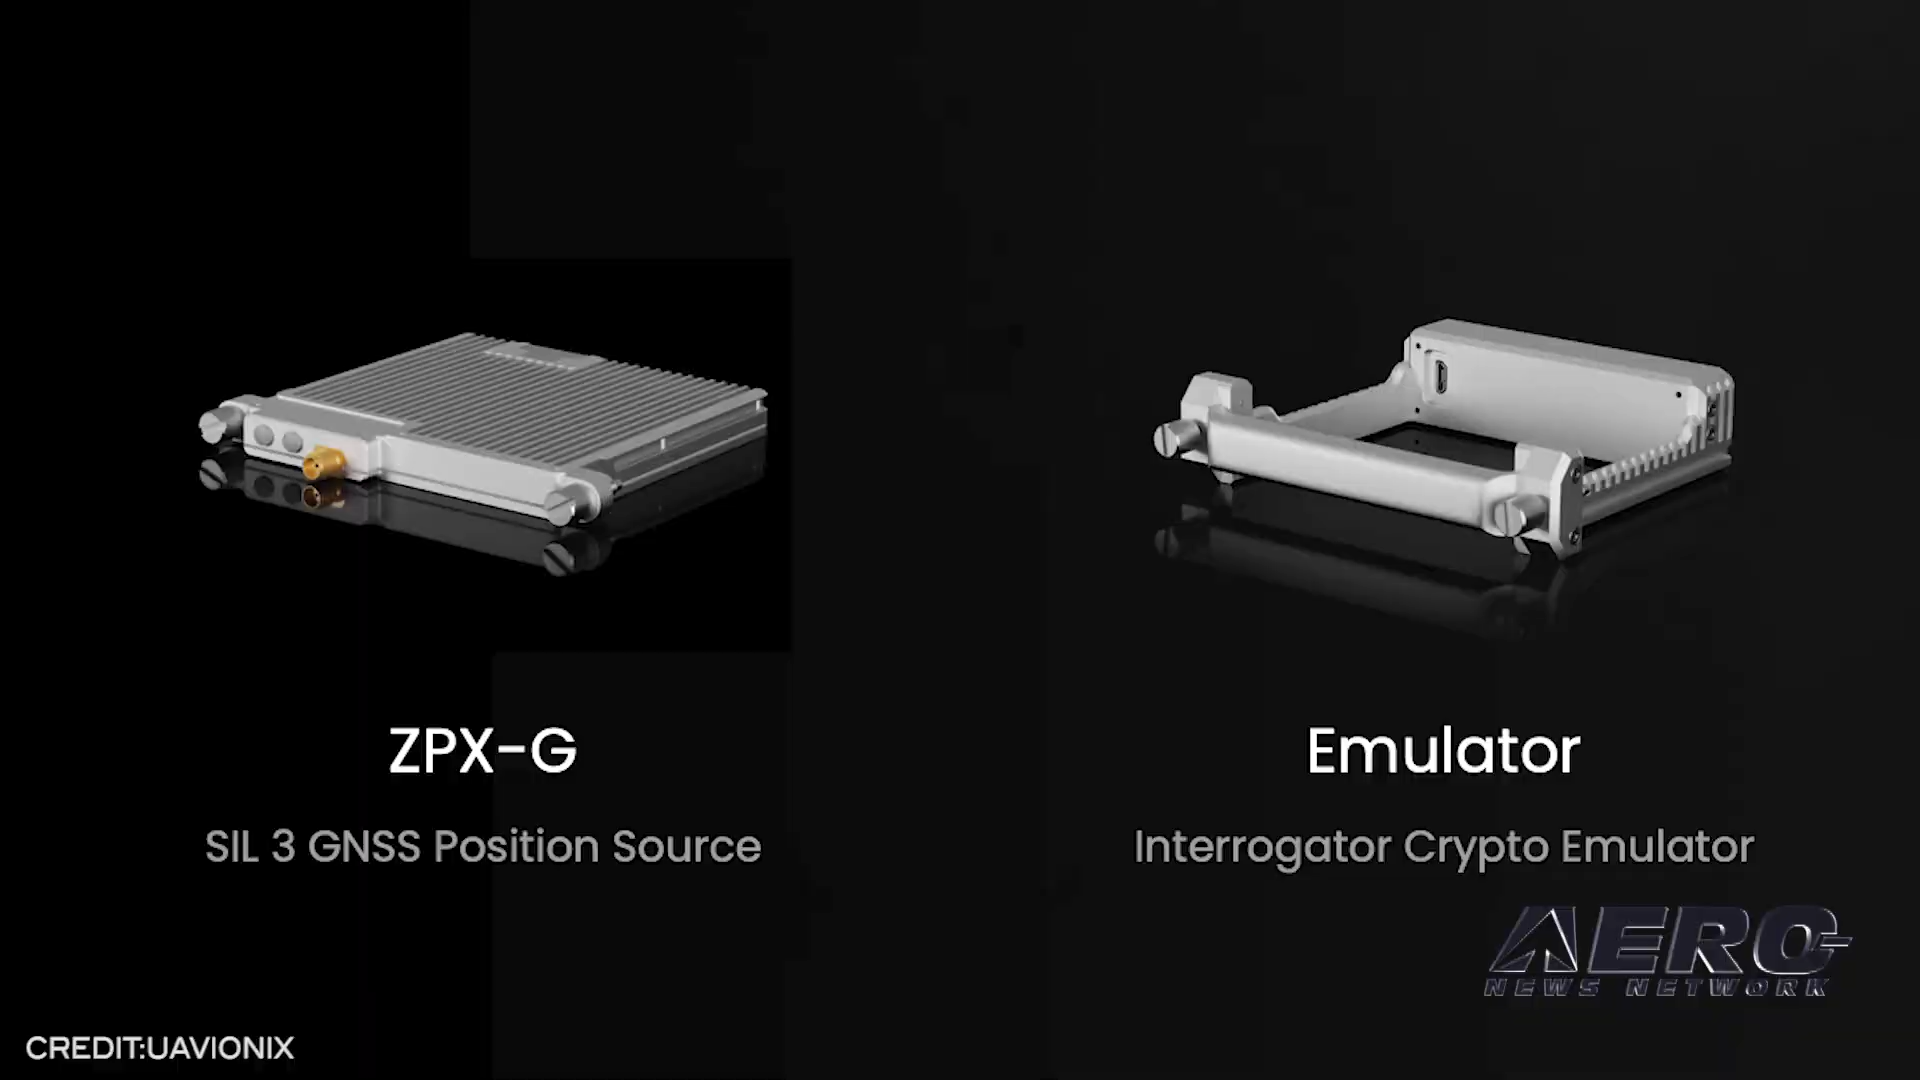 ZPX-G
SIL 3 GNSS Position Source
Emulator
Interrogator Crypto Emulator
AERO
NEWS NETWORK
CREDIT:UAVIONIX